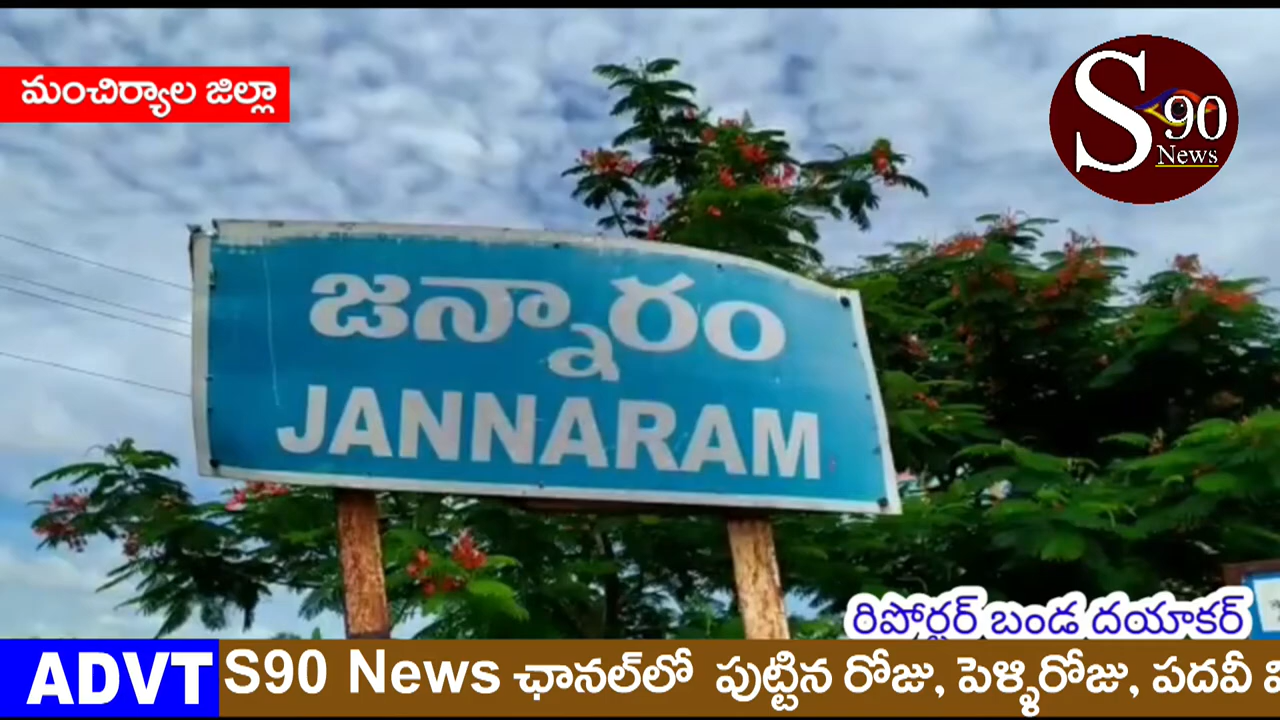 మంచిర్యాల జిల్లా
S90
News
జన్నారం
JANNARAM
రిపోర్టర్ బండ దయాకర్
ADVT S90 News ఛానల్‌లో పుట్టిన రోజు, పెళ్ళిరోజు, పదవీ